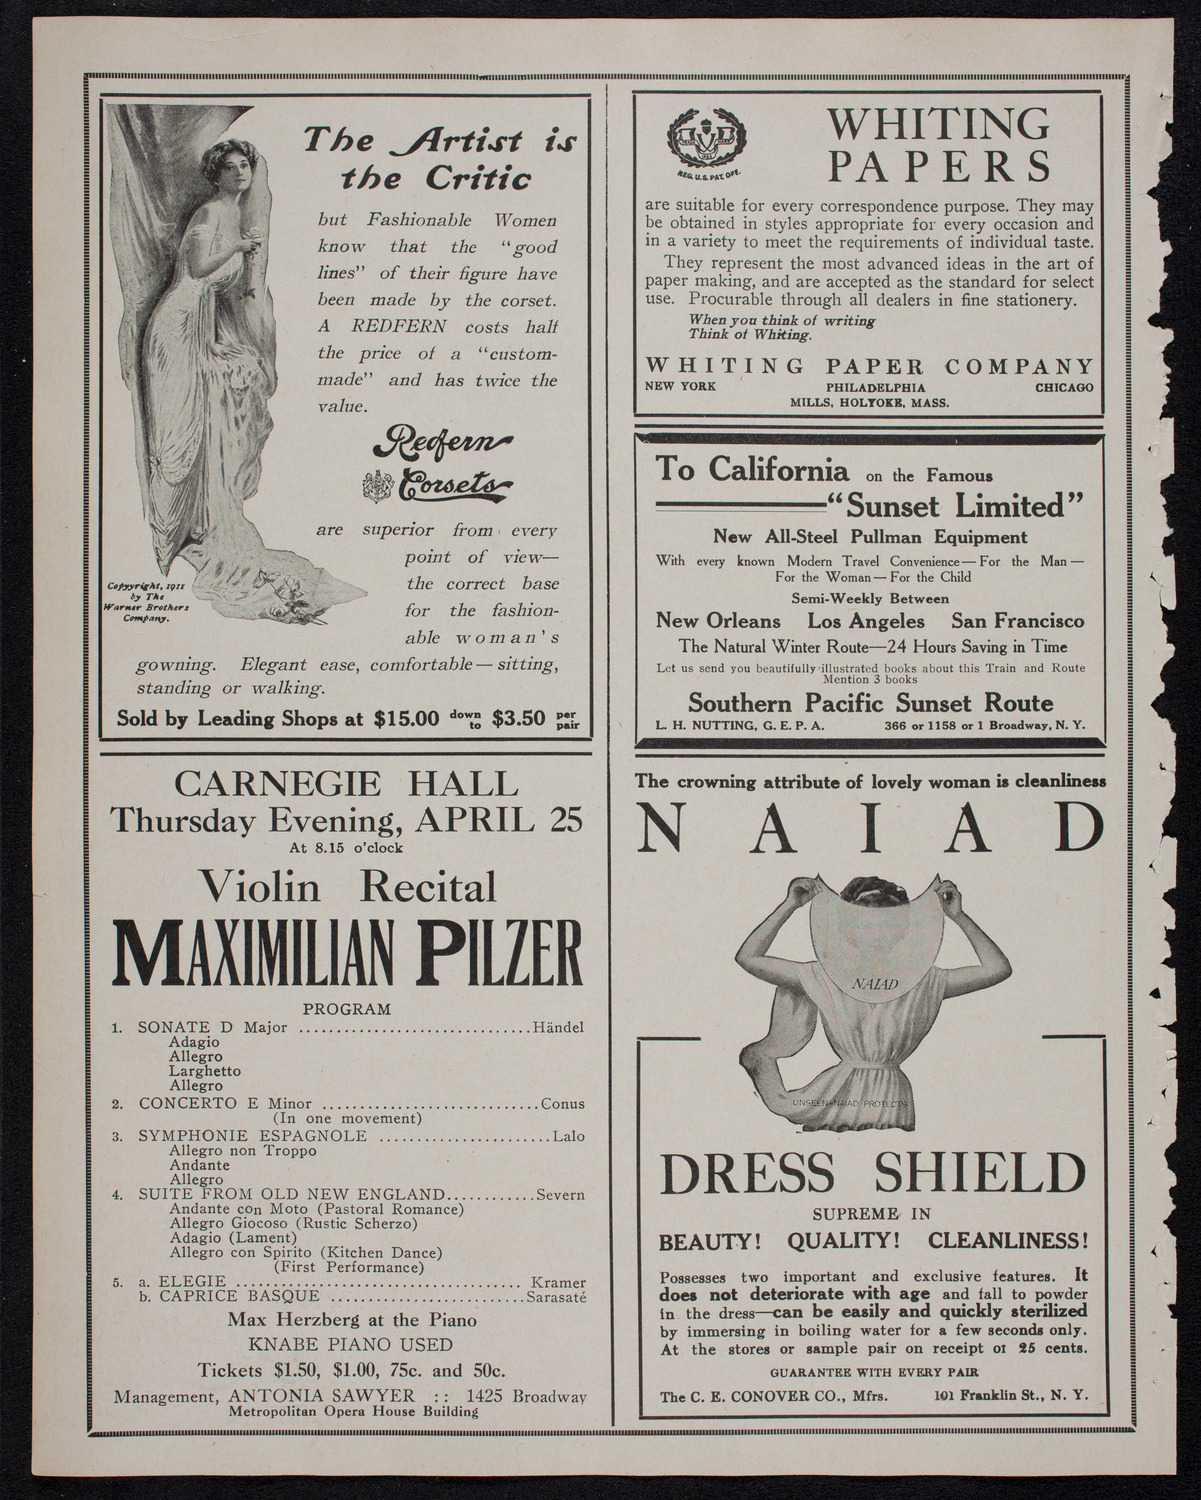 The Artist is
the Critic
but Fashionable Women
know that the "good
lines" of their figure have
been made by the corset.
A REDFERN costs half
the price of a "custom-
made" and has twice the
value.
Redfern
Corsets
are superior from every
point of view—
the correct base
for the fashion-
able woman's
gowning. Elegant ease, comfortable—sitting,
standing or walking.
Copyright, 1911
by The
Warner Brothers
Company.
Sold by Leading Shops at $15.00 down to $3.50 per pair
CARNEGIE HALL
Thursday Evening, APRIL 25
At 8.15 o'clock
Violin Recital
MAXIMILIAN PILZER
PROGRAM
1. SONATE D Major ..............................Händel
Adagio
Allegro
Larghetto
Allegro
2. CONCERTO E Minor ............................Conus
(In one movement)
3. SYMPHONIE ESPAGNOLE ......................Lalo
Allegro non Troppo
Andante
Allegro
4. SUITE FROM OLD NEW ENGLAND............Severn
Andante con Moto (Pastoral Romance)
Allegro Giocoso (Rustic Scherzo)
Adagio (Lament)
Allegro con Spirito (Kitchen Dance)
(First Performance)
5. a. ELEGIE ..................................... Kramer
b. CAPRICE BASQUE .........................Sarasaté
Max Herzberg at the Piano
KNABE PIANO USED
Tickets $1.50, $1.00, 75c. and 50c.
Management, ANTONIA SAWYER :: 1425 Broadway
Metropolitan Opera House Building
REG. U.S. PAT. OFF.
WHITING
PAPERS
are suitable for every correspondence purpose. They may
be obtained in styles appropriate for every occasion and
in a variety to meet the requirements of individual taste.
They represent the most advanced ideas in the art of
paper making, and are accepted as the standard for select
use. Procurable through all dealers in fine stationery.
When you think of writing
Think of Whiting.
WHITING PAPER COMPANY
NEW YORK PHILADELPHIA CHICAGO
MILLS, HOLYOKE, MASS.
To California on the Famous
"Sunset Limited"
New All-Steel Pullman Equipment
With every known Modern Travel Convenience—For the Man—
For the Woman—For the Child
Semi-Weekly Between
New Orleans Los Angeles San Francisco
The Natural Winter Route—24 Hours Saving in Time
Let us send you beautifully illustrated books about this Train and Route
Mention 3 books
Southern Pacific Sunset Route
L. H. NUTTING, G. E. P. A. 366 or 1158 or 1 Broadway, N. Y.
The crowning attribute of lovely woman is cleanliness
NAIAD
NAIAD
UNSEEN-NAIAD PROTECTS
DRESS SHIELD
SUPREME IN
BEAUTY! QUALITY! CLEANLINESS!
Possesses two important and exclusive features. It
does not deteriorate with age and fall to powder
in the dress—can be easily and quickly sterilized
by immersing in boiling water for a few seconds only.
At the stores or sample pair on receipt of 25 cents.
GUARANTEE WITH EVERY PAIR
The C. E. CONOVER CO., Mfrs. 101 Franklin St., N. Y.